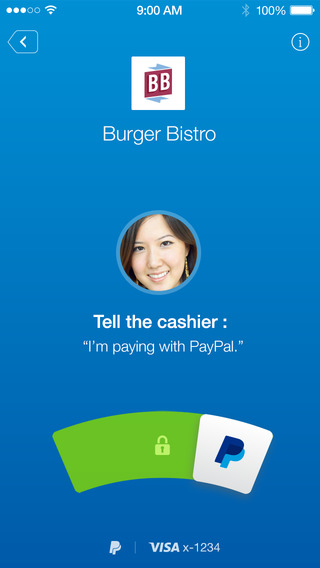 9:00 AM
100%
BB
Burger Bistro
Tell the cashier :
“I’m paying with PayPal.”
VISA x-1234